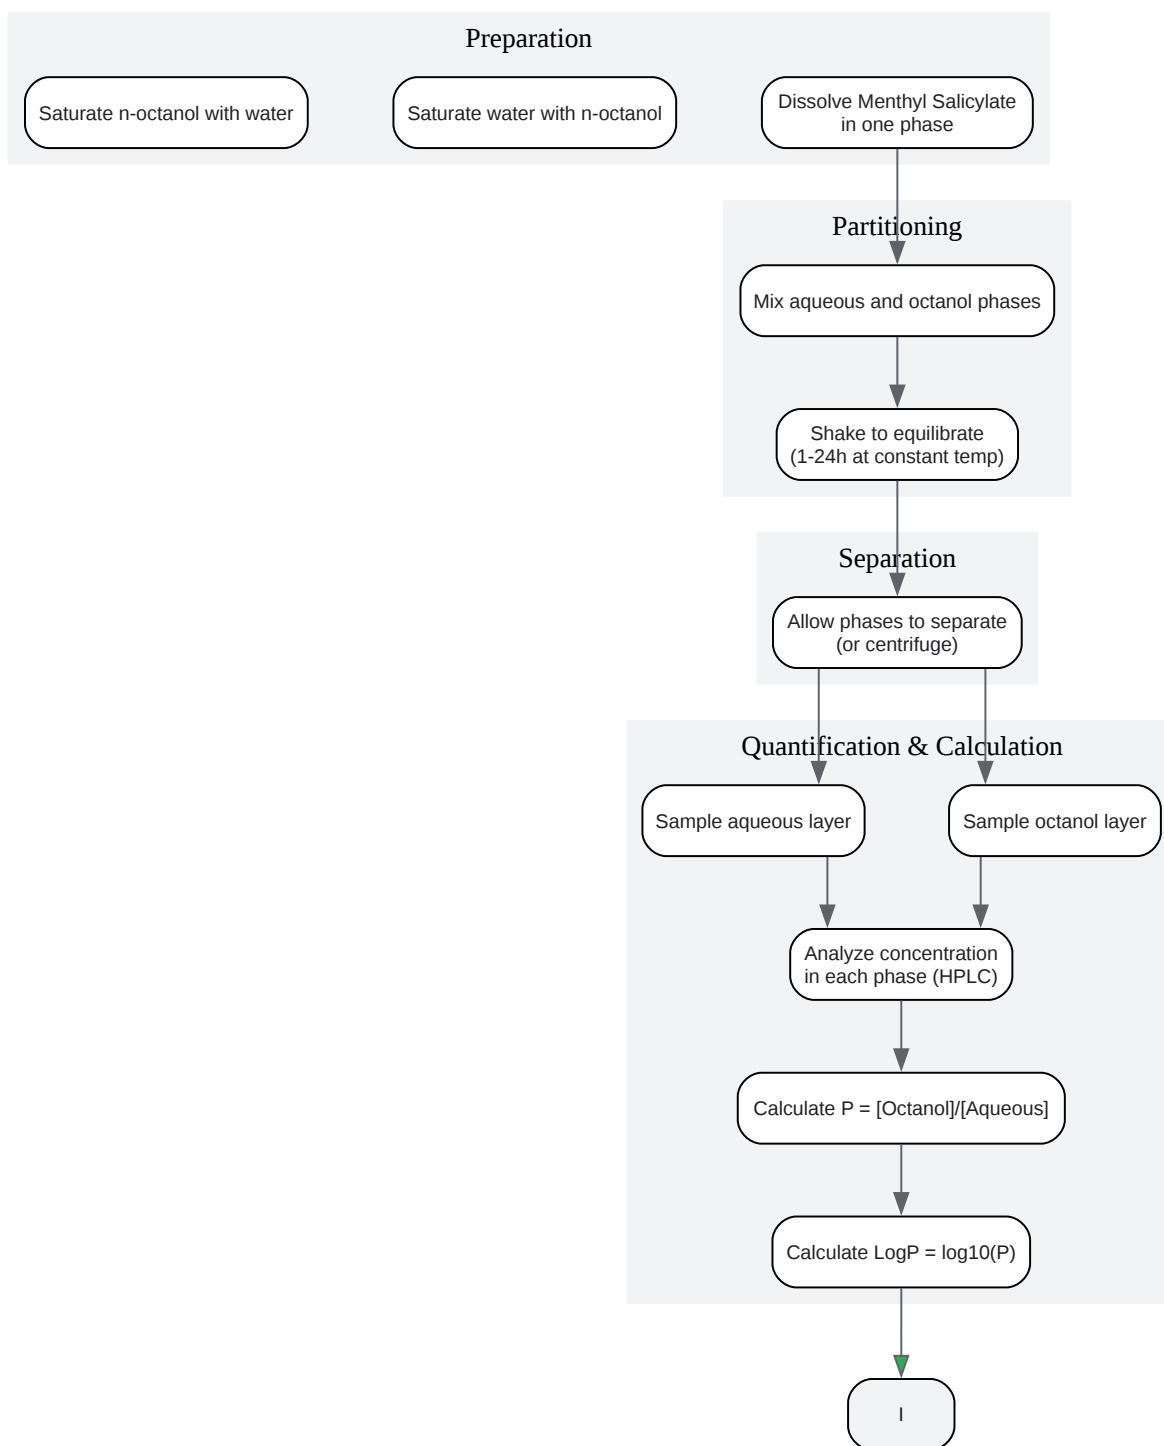 Preparation
Saturate n-octanol with water
Saturate water with n-octanol
Dissolve Menthyl Salicylate
in one phase
Partitioning
Mix aqueous and octanol phases
Shake to equilibrate
(1-24h at constant temp)
Separation
Allow phases to separate
(or centrifuge)
Quantification & Calculation
Sample aqueous layer
Sample octanol layer
Analyze concentration
in each phase (HPLC)
Calculate P = [Octanol]/[Aqueous]
Calculate LogP = log10(P)
I